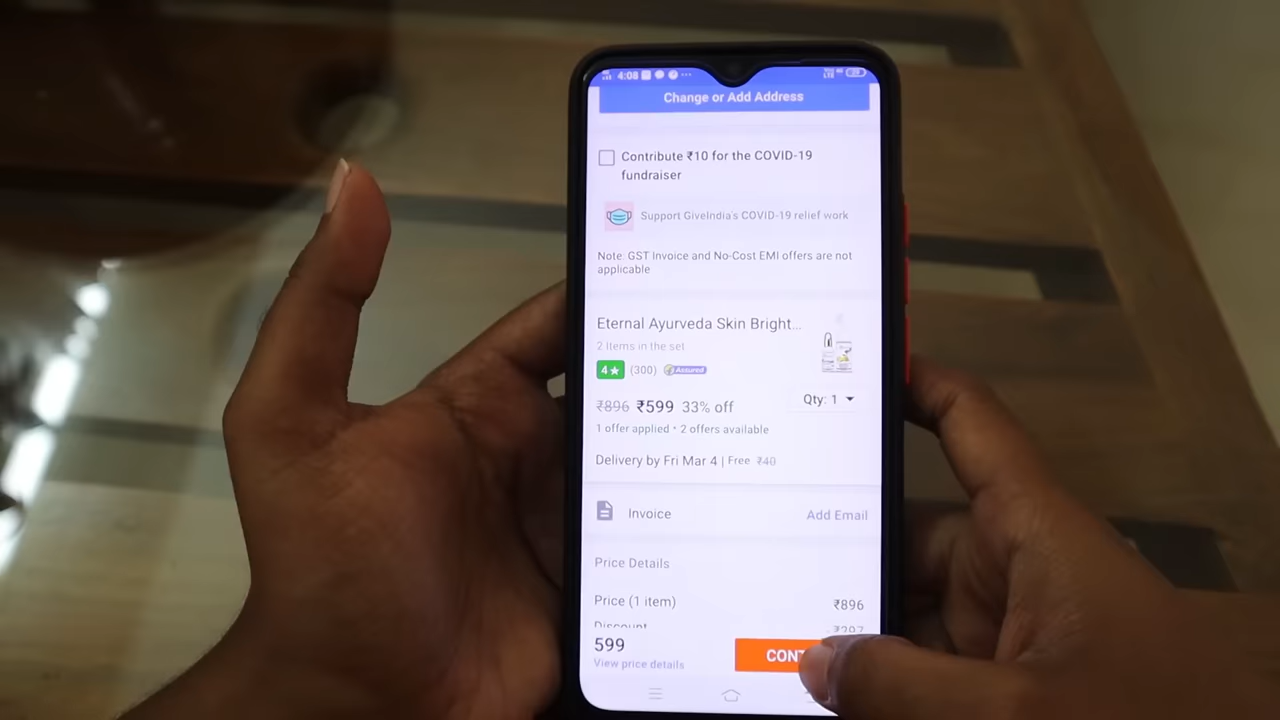 4:08
Change or Add Address
Contribute ₹10 for the COVID-19
fundraiser
Support GiveIndia's COVID-19 relief work
Note: GST Invoice and No-Cost EMI offers are not
applicable
Eternal Ayurveda Skin Bright...
2 Items in the set
4★ (300) Assured
₹896 ₹599 33% off
Qty: 1
1 offer applied • 2 offers available
Delivery by Fri Mar 4 | Free ₹40
Invoice Add Email
Price Details
Price (1 item) ₹896
Discount ₹297
599
View price details
CONT